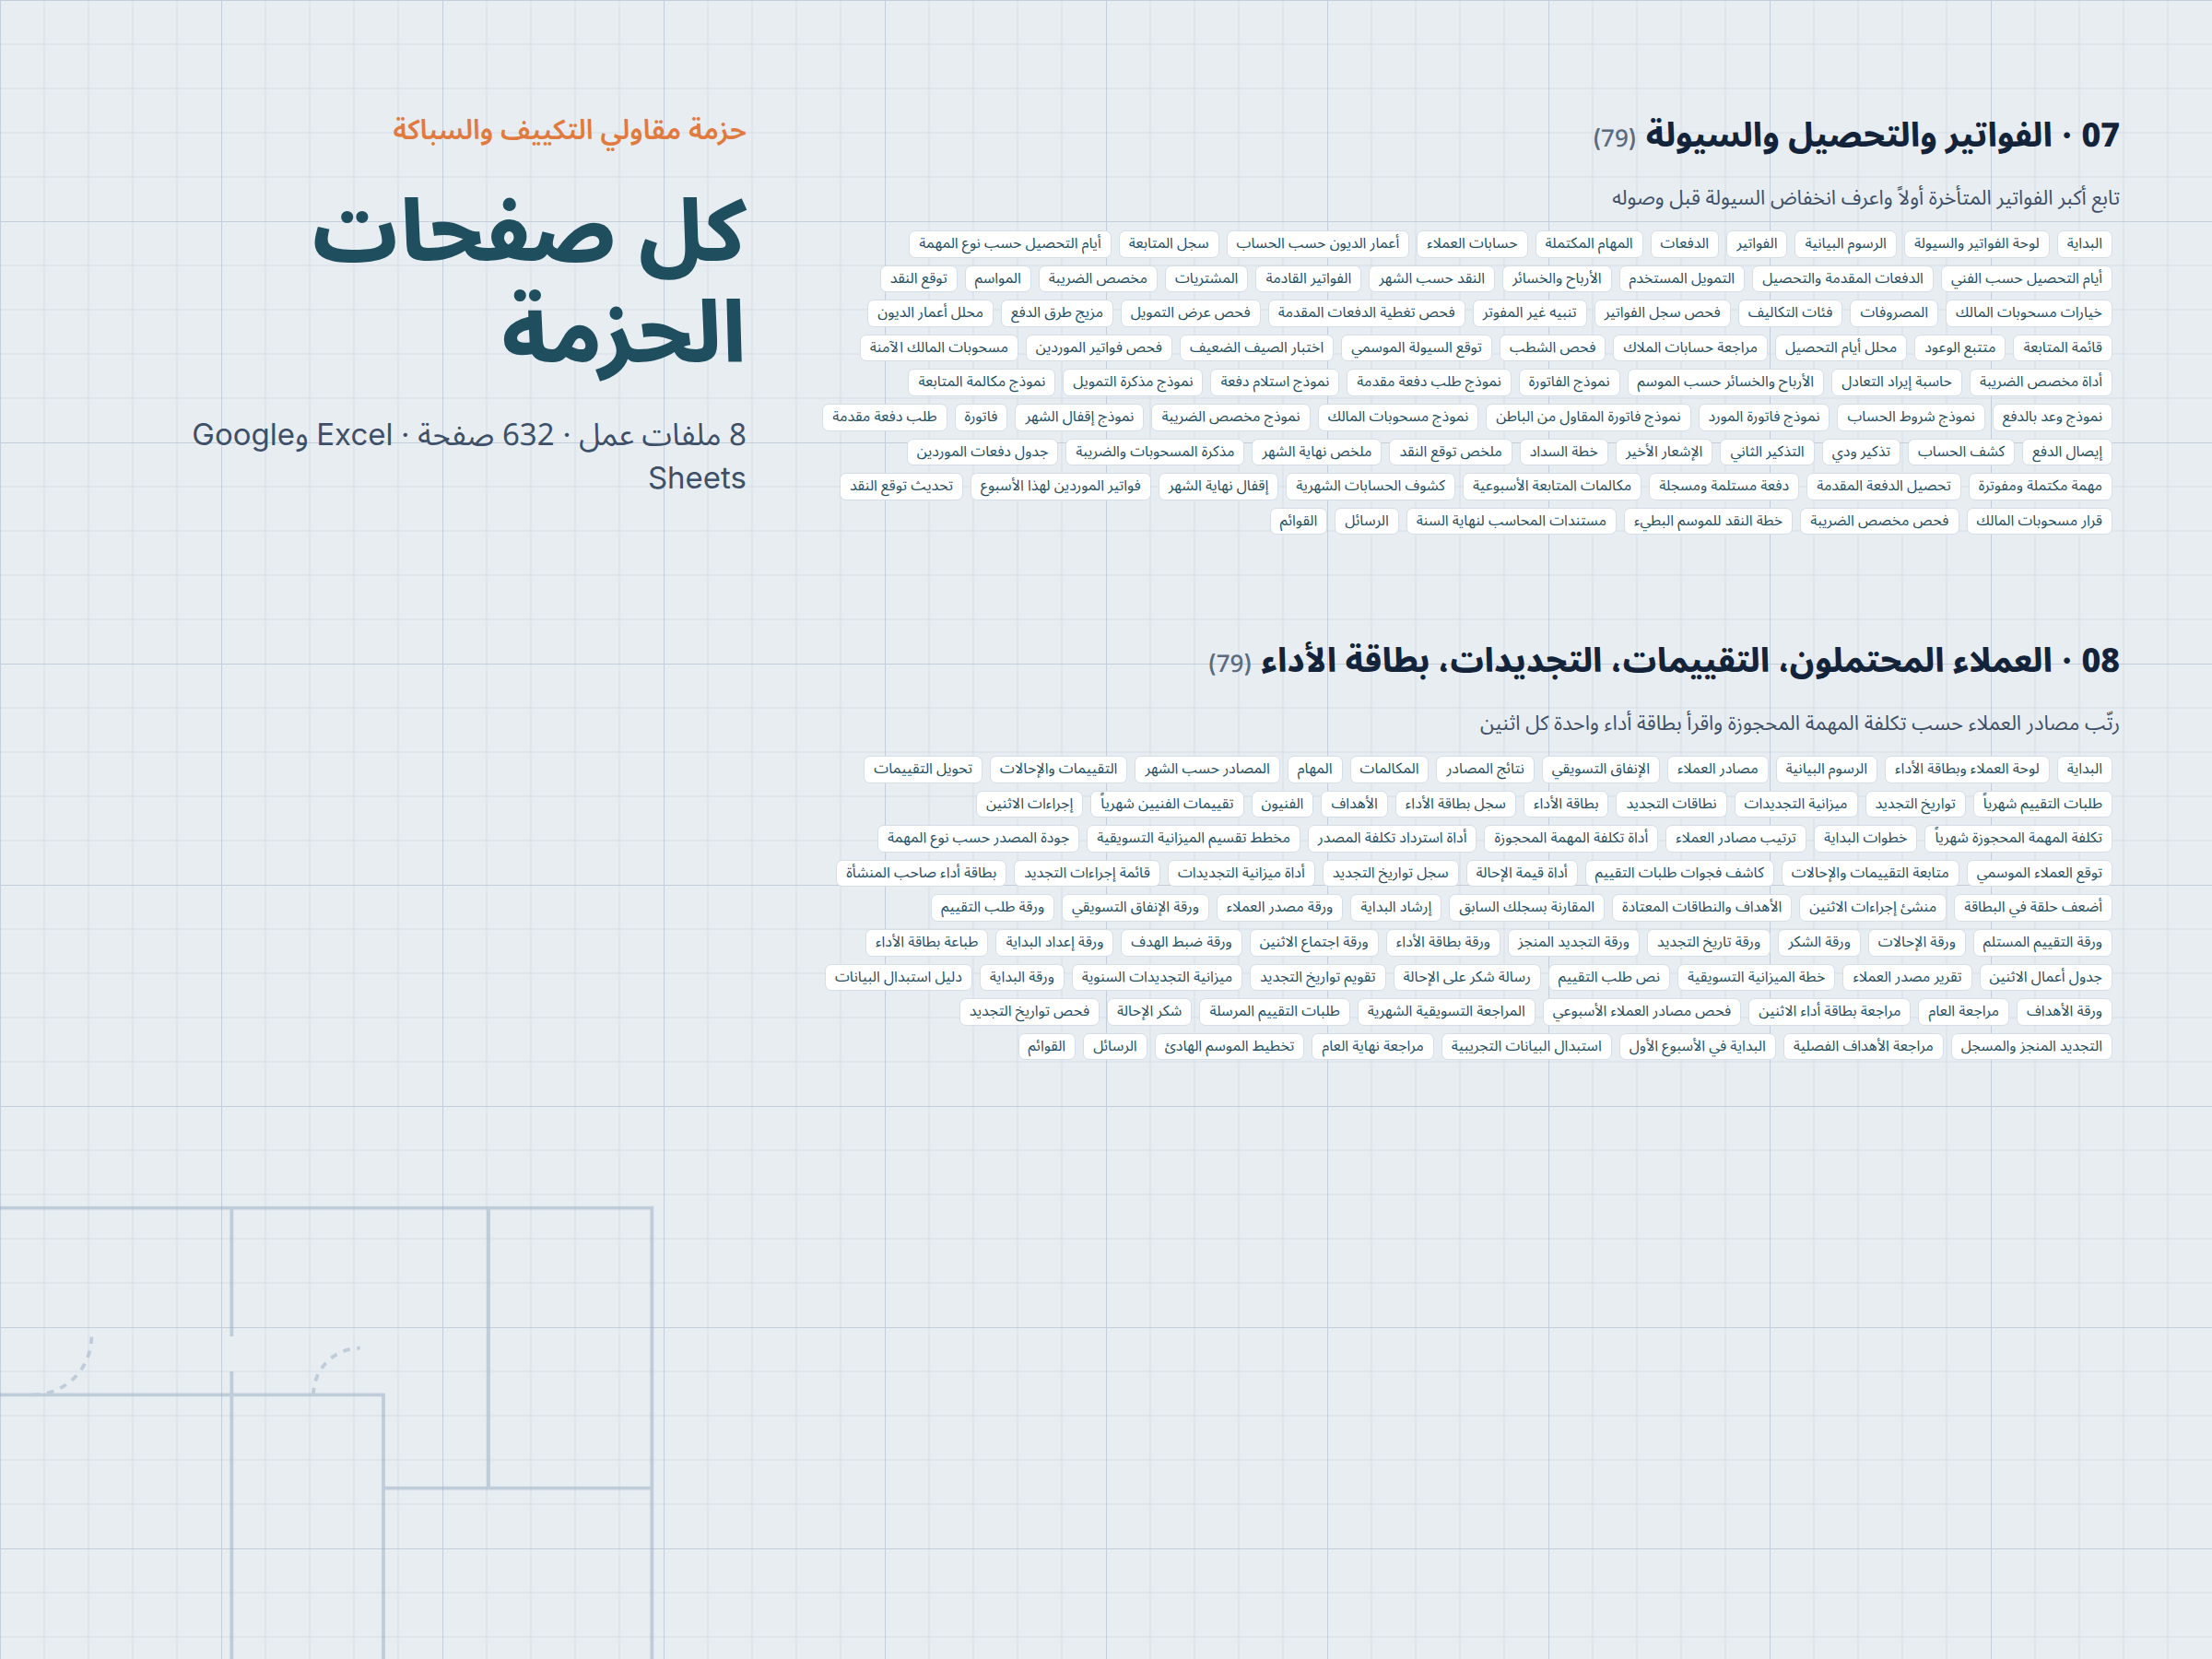 حزمة مقاولي التكييف والسباكة
كل صفحات
الحزمة
8 ملفات عمل · 632 صفحة · Excel وGoogle
Sheets
07 · الفواتير والتحصيل والسيولة (79)
تابع أكبر الفواتير المتأخرة أولاً واعرف انخفاض السيولة قبل وصوله
البداية لوحة الفواتير والسيولة الرسوم البيانية الفواتير الدفعات المهام المكتملة حسابات العملاء أعمار الديون حسب الحساب سجل المتابعة أيام التحصيل حسب نوع المهمة
أيام التحصيل حسب الفني الدفعات المقدمة والتحصيل التمويل المستخدم الأرباح والخسائر النقد حسب الشهر الفواتير القادمة المشتريات مخصص الضريبة المواسم توقع النقد
خيارات مسحوبات المالك المصروفات فئات التكاليف فحص سجل الفواتير تنبيه غير المفوتر فحص تغطية الدفعات المقدمة فحص عرض التمويل مزيج طرق الدفع محلل أعمار الديون
قائمة المتابعة متتبع الوعود محلل أيام التحصيل مراجعة حسابات الملاك فحص الشطب توقع السيولة الموسمي اختبار الصيف الضعيف فحص فواتير الموردين مسحوبات المالك الآمنة
أداة مخصص الضريبة حاسبة إيراد التعادل الأرباح والخسائر حسب الموسم نموذج الفاتورة نموذج طلب دفعة مقدمة نموذج استلام دفعة نموذج مذكرة التمويل نموذج مكالمة المتابعة
نموذج وعد بالدفع نموذج شروط الحساب نموذج فاتورة المورد نموذج فاتورة المقاول من الباطن نموذج مسحوبات المالك نموذج مخصص الضريبة نموذج إقفال الشهر فاتورة طلب دفعة مقدمة
إيصال الدفع كشف الحساب تذكير ودي التذكير الثاني الإشعار الأخير خطة السداد ملخص توقع النقد ملخص نهاية الشهر مذكرة المسحوبات والضريبة جدول دفعات الموردين
مهمة مكتملة ومفوترة تحصيل الدفعة المقدمة دفعة مستلمة ومسجلة مكالمات المتابعة الأسبوعية كشوف الحسابات الشهرية إقفال نهاية الشهر فواتير الموردين لهذا الأسبوع تحديث توقع النقد
قرار مسحوبات المالك فحص مخصص الضريبة خطة النقد للموسم البطيء مستندات المحاسب لنهاية السنة الرسائل القوائم
08 · العملاء المحتملون، التقييمات، التجديدات، بطاقة الأداء (79)
رتّب مصادر العملاء حسب تكلفة المهمة المحجوزة واقرأ بطاقة أداء واحدة كل اثنين
البداية لوحة العملاء وبطاقة الأداء الرسوم البيانية مصادر العملاء الإنفاق التسويقي نتائج المصادر المكالمات المهام المصادر حسب الشهر التقييمات والإحالات تحويل التقييمات
طلبات التقييم شهرياً تواريخ التجديد ميزانية التجديدات نطاقات التجديد بطاقة الأداء سجل بطاقة الأداء الأهداف الفنيون تقييمات الفنيين شهرياً إجراءات الاثنين
تكلفة المهمة المحجوزة شهرياً خطوات البداية ترتيب مصادر العملاء أداة تكلفة المهمة المحجوزة أداة استرداد تكلفة المصدر مخطط تقسيم الميزانية التسويقية جودة المصدر حسب نوع المهمة
توقع العملاء الموسمي متابعة التقييمات والإحالات كاشف فجوات طلبات التقييم أداة قيمة الإحالة سجل تواريخ التجديد أداة ميزانية التجديدات قائمة إجراءات التجديد بطاقة أداء صاحب المنشأة
أضعف حلقة في البطاقة منشئ إجراءات الاثنين الأهداف والنطاقات المعتادة المقارنة بسجلك السابق إرشاد البداية ورقة مصدر العملاء ورقة الإنفاق التسويقي ورقة طلب التقييم
ورقة التقييم المستلم ورقة الإحالات ورقة الشكر ورقة تاريخ التجديد ورقة التجديد المنجز ورقة بطاقة الأداء ورقة اجتماع الاثنين ورقة ضبط الهدف ورقة إعداد البداية طباعة بطاقة الأداء
جدول أعمال الاثنين تقرير مصدر العملاء خطة الميزانية التسويقية نص طلب التقييم رسالة شكر على الإحالة تقويم تواريخ التجديد ميزانية التجديدات السنوية ورقة البداية دليل استبدال البيانات
ورقة الأهداف مراجعة العام مراجعة بطاقة أداء الاثنين فحص مصادر العملاء الأسبوعي المراجعة التسويقية الشهرية طلبات التقييم المرسلة شكر الإحالة فحص تواريخ التجديد
التجديد المنجز والمسجل مراجعة الأهداف الفصلية البداية في الأسبوع الأول استبدال البيانات التجريبية مراجعة نهاية العام تخطيط الموسم الهادئ الرسائل القوائم